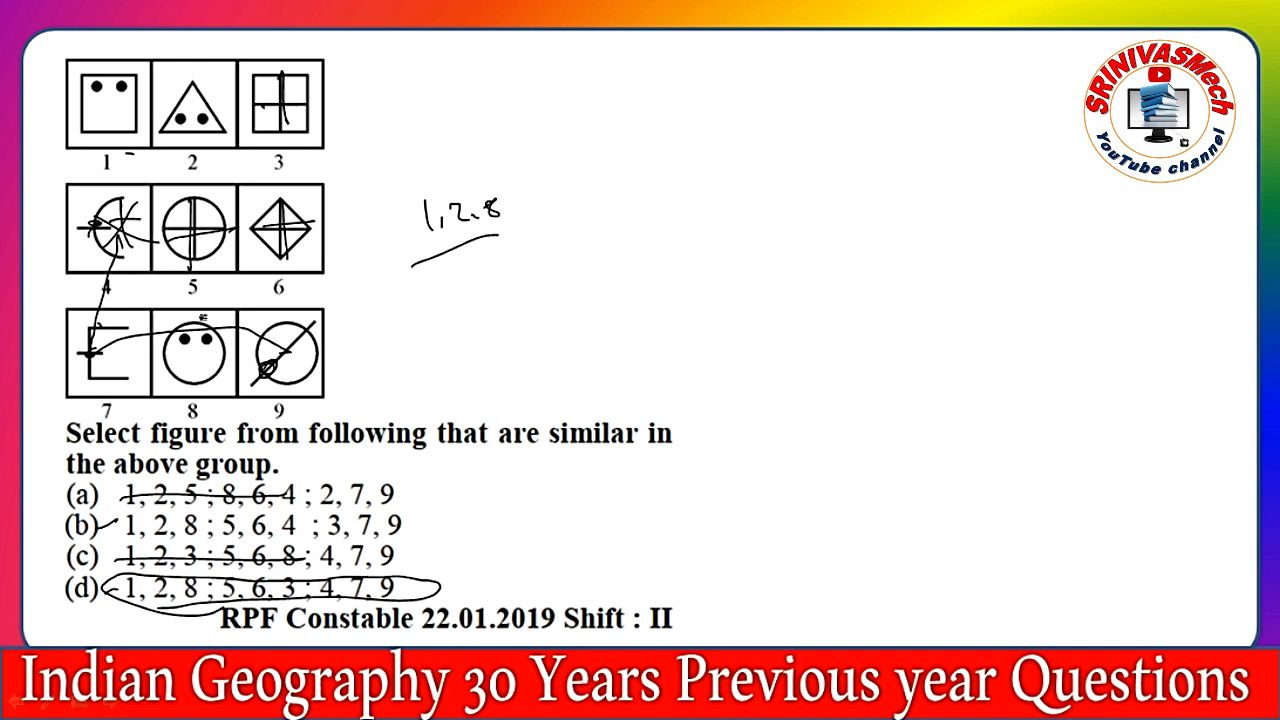 SRINIVASMech
YouTube channel
1 2 3
1,2,8
4 5 6
7 8 9
Select figure from following that are similar in
the above group.
(a) 1, 2, 5 ; 8, 6, 4 ; 2, 7, 9
(b) 1, 2, 8 ; 5, 6, 4 ; 3, 7, 9
(c) 1, 2, 3 ; 5, 6, 8 ; 4, 7, 9
(d) 1, 2, 8 ; 5, 6, 3 ; 4, 7, 9
RPF Constable 22.01.2019 Shift : II
Indian Geography 30 Years Previous year Questions